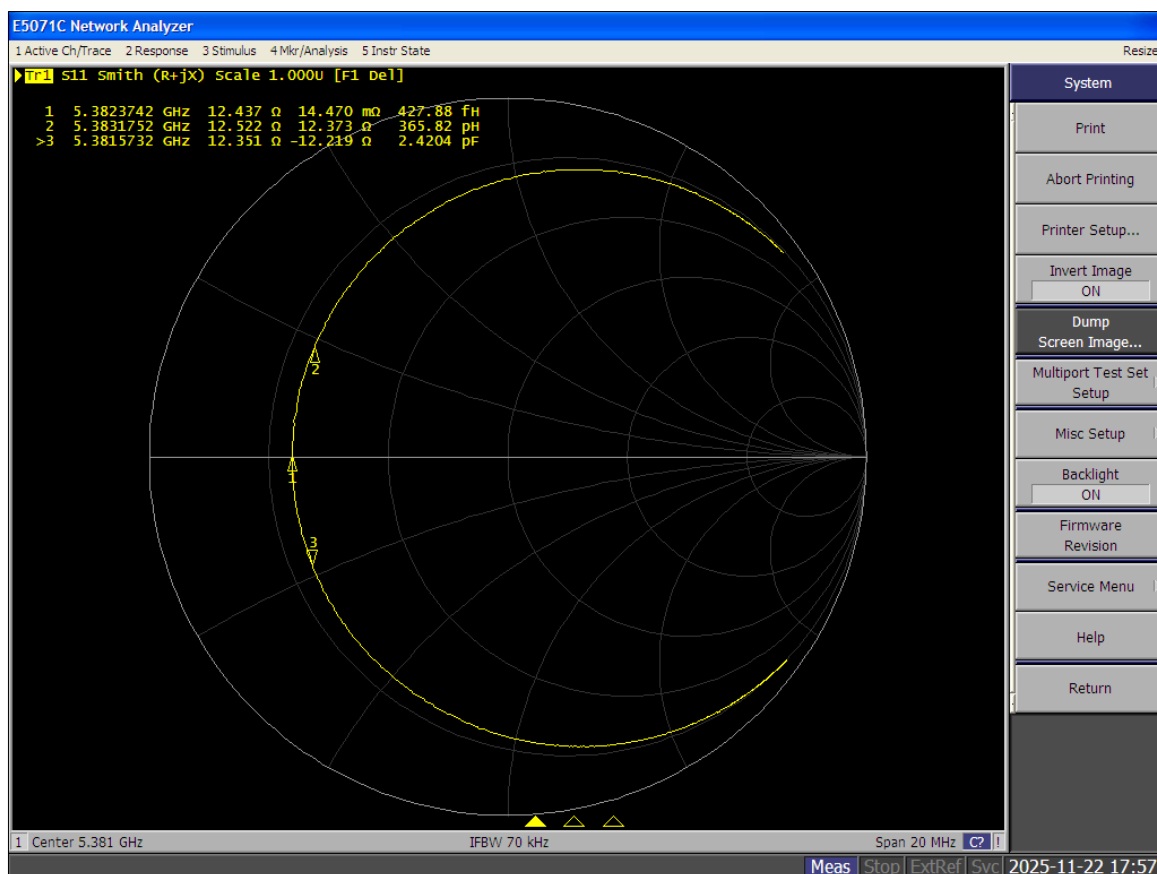 E5071C Network Analyzer
1 Active Ch/Trace 2 Response 3 Stimulus 4 Mkr/Analysis 5 Instr State Resize
Tr1 S11 Smith (R+jX) Scale 1.000U [F1 Del]
1 5.3823742 GHz 12.437 Ω 14.470 mΩ 427.88 fH
2 5.3831752 GHz 12.522 Ω 12.373 Ω 365.82 pH
>3 5.3815732 GHz 12.351 Ω -12.219 Ω 2.4204 pF
2
1
3
System
Print
Abort Printing
Printer Setup...
Invert Image
ON
Dump
Screen Image...
Multiport Test Set
Setup
Misc Setup
Backlight
ON
Firmware
Revision
Service Menu
Help
Return
1 Center 5.381 GHz IFBW 70 kHz Span 20 MHz C? !
Meas Stop ExtRef Svc 2025-11-22 17:57